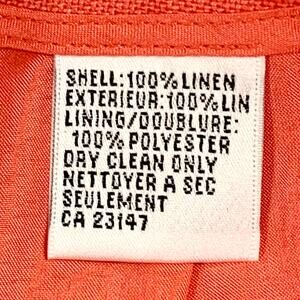 SHELL:100%LINEN
EXTERIEUR:100%LIN
LINING/DOUBLURE:
100%POLYESTER
DRY CLEAN ONLY
NETTOYER A SEC
SEULEMENT
CA 23147